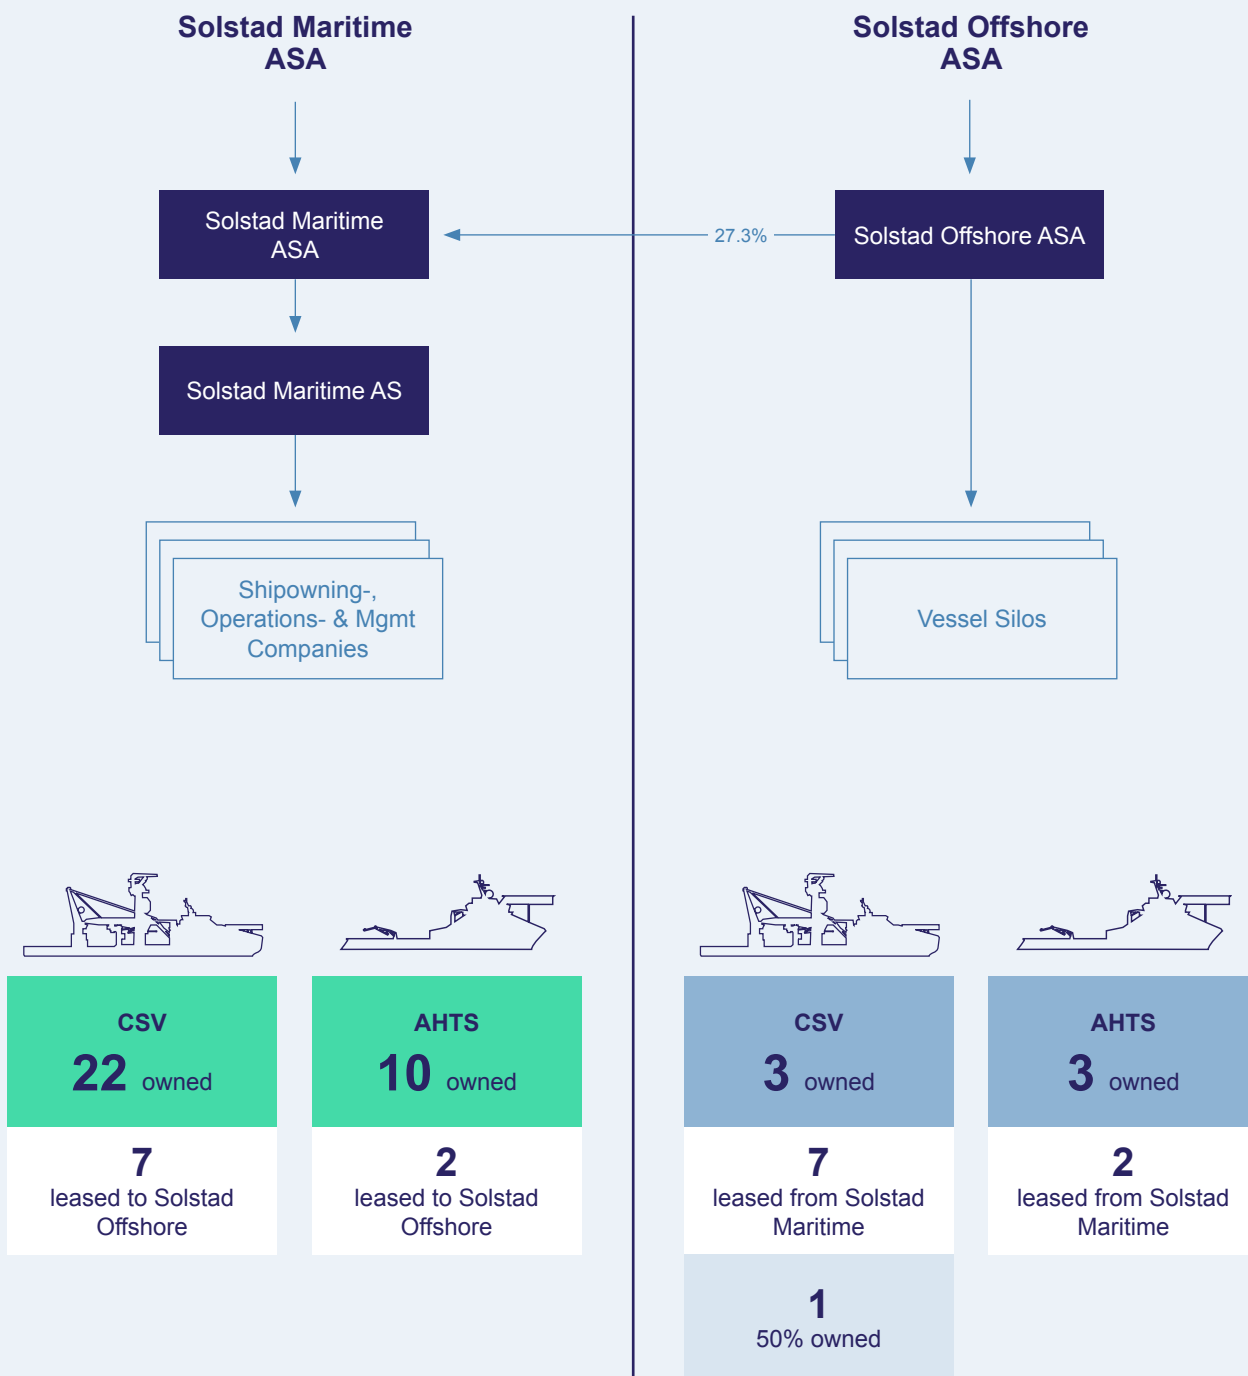 Solstad Maritime
ASA
Solstad Offshore
ASA
Solstad Maritime
ASA
27.3%
Solstad Offshore ASA
Solstad Maritime AS
Shipowning-,
Operations- & Mgmt
Companies
Vessel Silos
CSV
22 owned
7
leased to Solstad
Offshore
AHTS
10 owned
2
leased to Solstad
Offshore
CSV
3 owned
7
leased from Solstad
Maritime
1
50% owned
AHTS
3 owned
2
leased from Solstad
Maritime